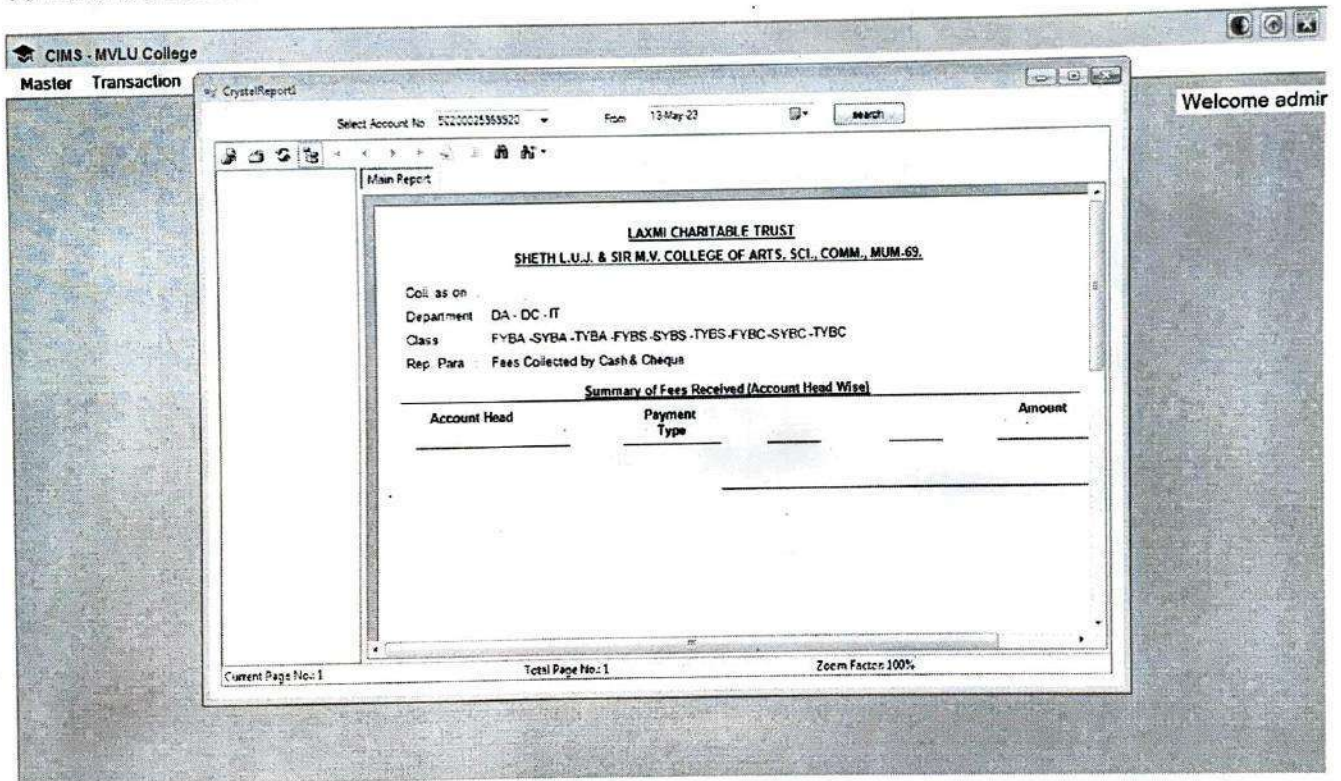 CIMS - MVLU College
Master Transaction
Welcome admir
CrystelReport1
Select Account No From 13-May-23 search
Main Report
LAXMI CHARITABLE TRUST
SHETH L.U.J. & SIR M.V. COLLEGE OF ARTS, SCI., COMM., MUM-69.
Coll as on
Department DA - DC - IT
Class FYBA -SYBA -TYBA -FYBS -SYBS -TYBS -FYBC -SYBC -TYBC
Rep Para : Fees Collected by Cash & Cheque
Summary of Fees Received (Account Head Wise)
Account Head Payment Type Amount
Current Page No.: 1 Total Page No.: 1 Zoom Factor: 100%